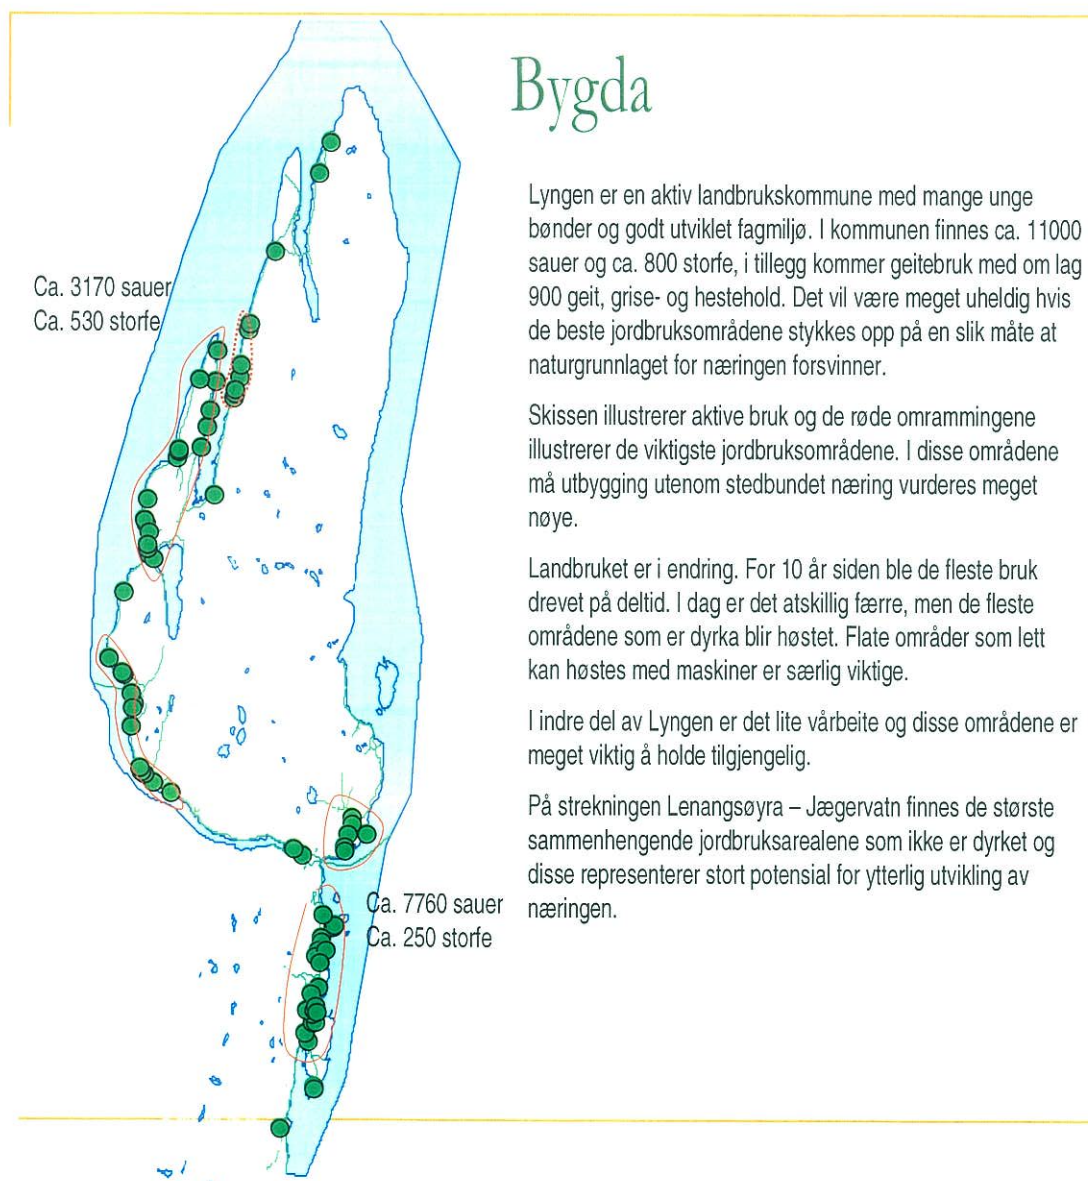 Bygda
Lyngen er en aktiv landbrukskommune med mange unge
bønder og godt utviklet fagmiljø. I kommunen finnes ca. 11000
sauer og ca. 800 storfe, i tillegg kommer geitebruk med om lag
900 geit, grise- og hestehold. Det vil være meget uheldig hvis
de beste jordbruksområdene stykkes opp på en slik måte at
naturgrunnlaget for næringen forsvinner.
Skissen illustrerer aktive bruk og de røde omrammingene
illustrerer de viktigste jordbruksområdene. I disse områdene
må utbygging utenom stedbundet næring vurderes meget
nøye.
Landbruket er i endring. For 10 år siden ble de fleste bruk
drevet på deltid. I dag er det atskillig færre, men de fleste
områdene som er dyrka blir høstet. Flate områder som lett
kan høstes med maskiner er særlig viktige.
I indre del av Lyngen er det lite vårbeite og disse områdene er
meget viktig å holde tilgjengelig.
På strekningen Lenangsøyra – Jægervatn finnes de største
sammenhengende jordbruksarealene som ikke er dyrket og
disse representerer stort potensial for ytterlig utvikling av
næringen.
Ca. 3170 sauer
Ca. 530 storfe
Ca. 7760 sauer
Ca. 250 storfe